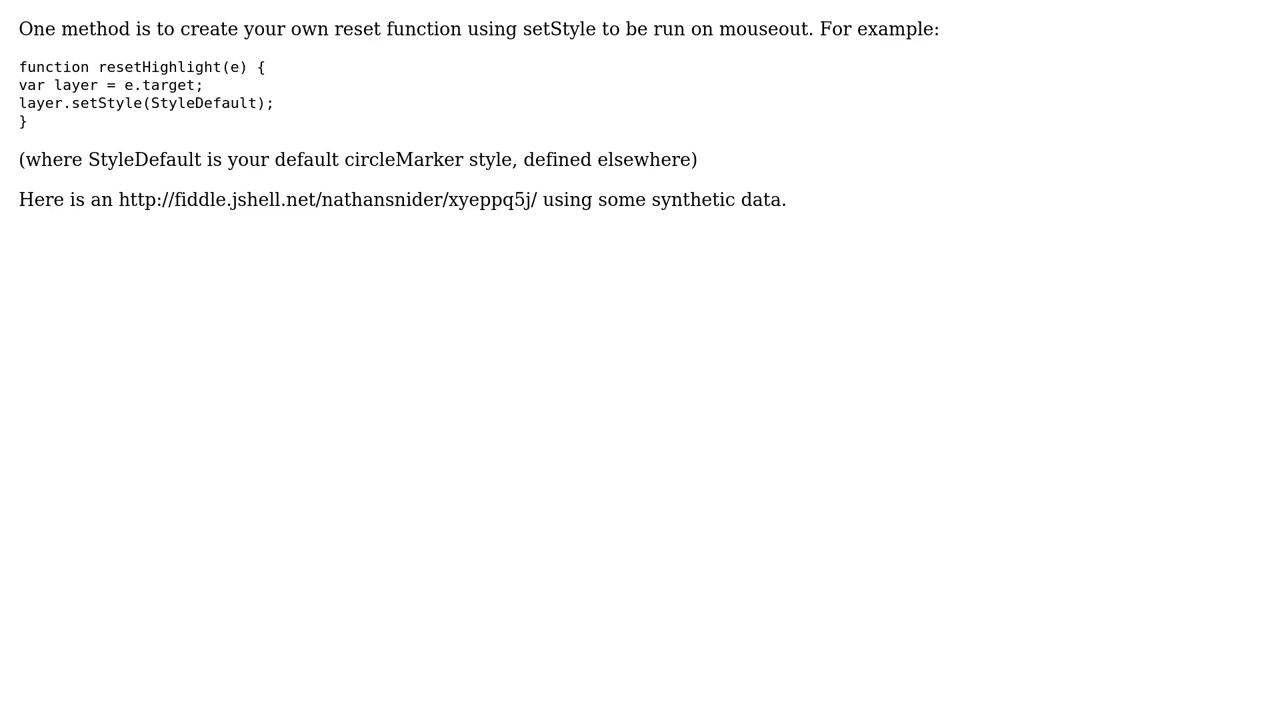 One method is to create your own reset function using setStyle to be run on mouseout. For example:
function resetHighlight(e) {
var layer = e.target;
layer.setStyle(StyleDefault);
}
(where StyleDefault is your default circleMarker style, defined elsewhere)
Here is an http://fiddle.jshell.net/nathansnider/xyeppq5j/ using some synthetic data.